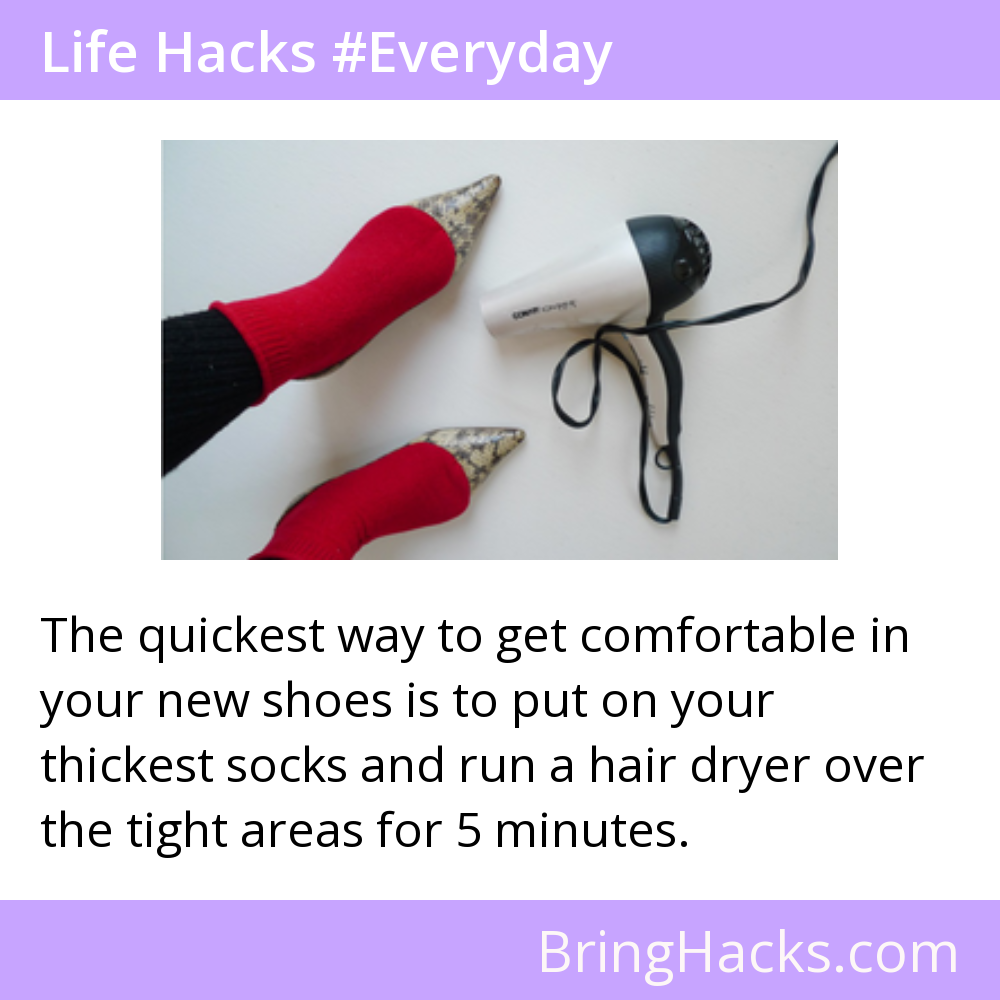 Life Hacks #Everyday
The quickest way to get comfortable in
your new shoes is to put on your
thickest socks and run a hair dryer over
the tight areas for 5 minutes.
BringHacks.com